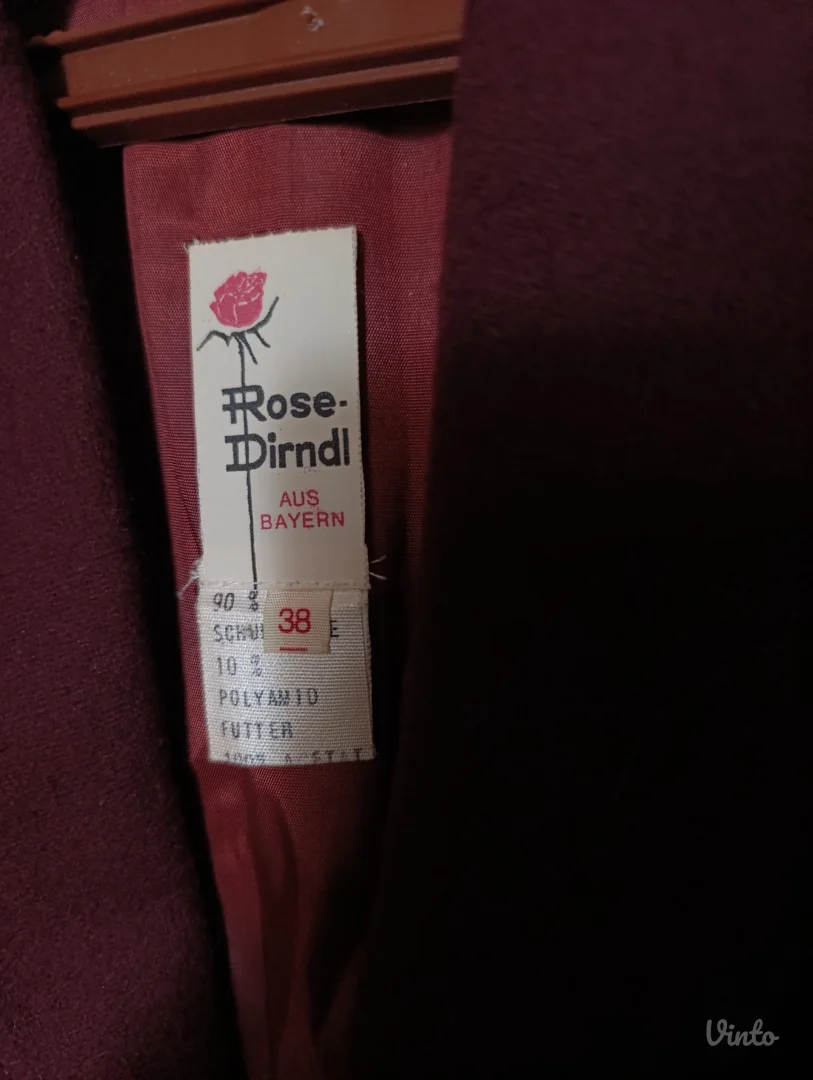 Rose-
Dirndl
AUS
BAYERN
90 %
38
10 %
POLYAMID
FUTTER
Vinto